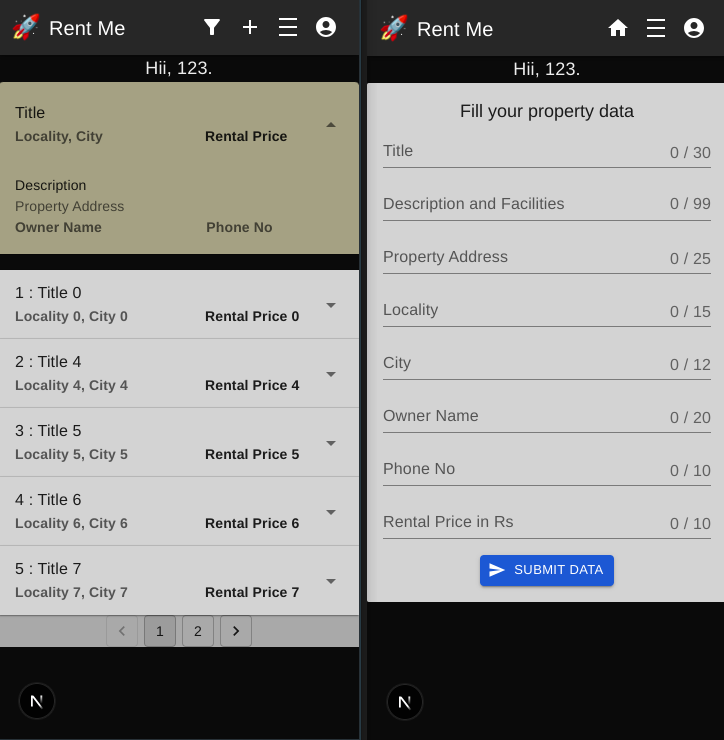 Rent Me
Hii, 123.
Title
Locality, City Rental Price
Description
Property Address
Owner Name Phone No
1 : Title 0
Locality 0, City 0 Rental Price 0
2 : Title 4
Locality 4, City 4 Rental Price 4
3 : Title 5
Locality 5, City 5 Rental Price 5
4 : Title 6
Locality 6, City 6 Rental Price 6
5 : Title 7
Locality 7, City 7 Rental Price 7
1 2
N
Rent Me
Hii, 123.
Fill your property data
Title 0 / 30
Description and Facilities 0 / 99
Property Address 0 / 25
Locality 0 / 15
City 0 / 12
Owner Name 0 / 20
Phone No 0 / 10
Rental Price in Rs 0 / 10
SUBMIT DATA
N